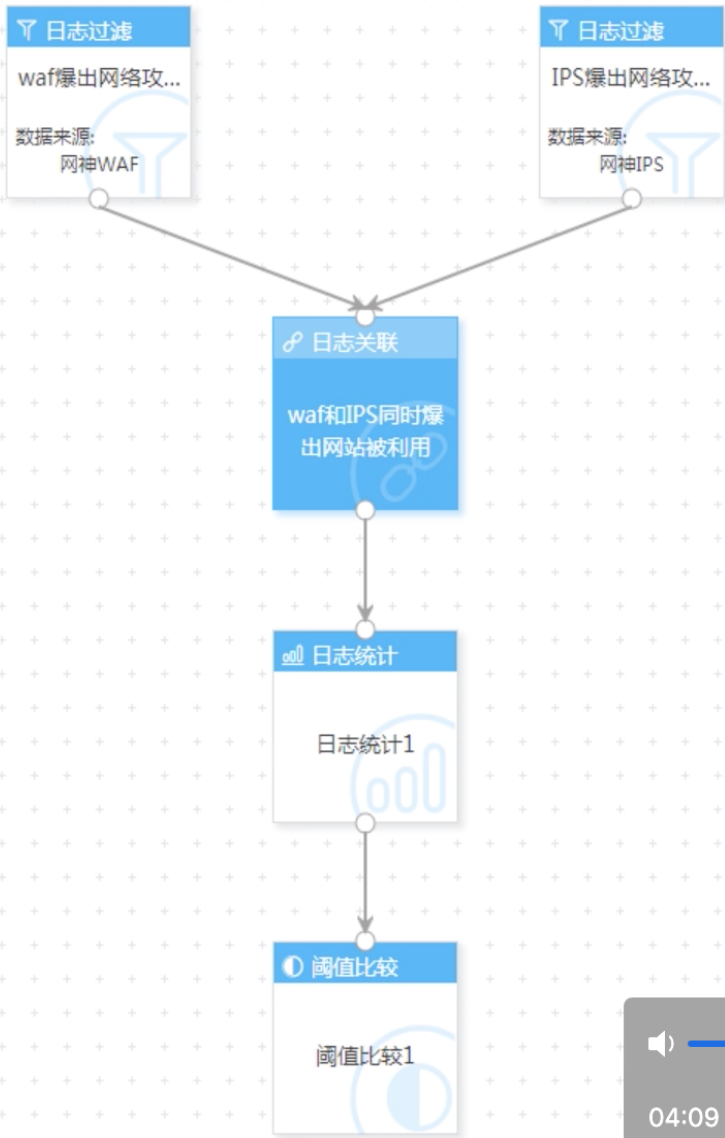 日志过滤
waf爆出网络攻...
数据来源:
网神WAF
日志过滤
IPS爆出网络攻...
数据来源:
网神IPS
日志关联
waf和IPS同时爆
出网站被利用
日志统计
日志统计1
阈值比较
阈值比较1
04:09